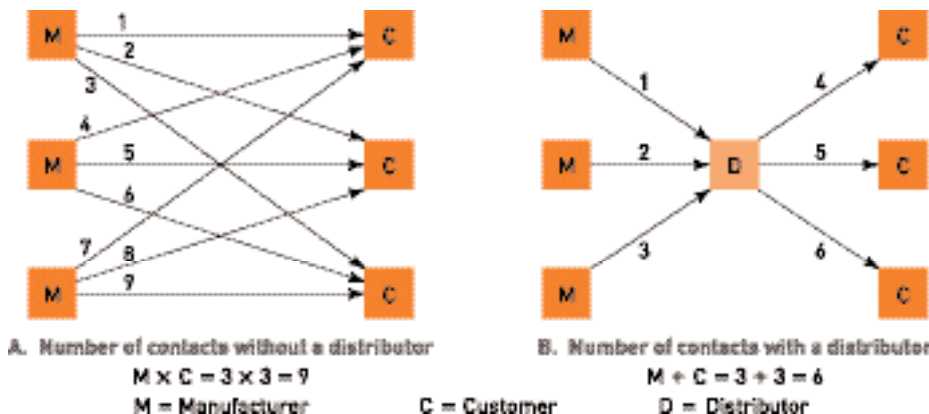 M 1 C M C
2
3 1 4
4
M 5 C M 2 D 5 C
6
7 8 3 6
M 9 C M C
A. Number of contacts without a distributor B. Number of contacts with a distributor
M × C = 3 × 3 = 9 M + C = 3 + 3 = 6
M = Manufacturer C = Customer D = Distributor